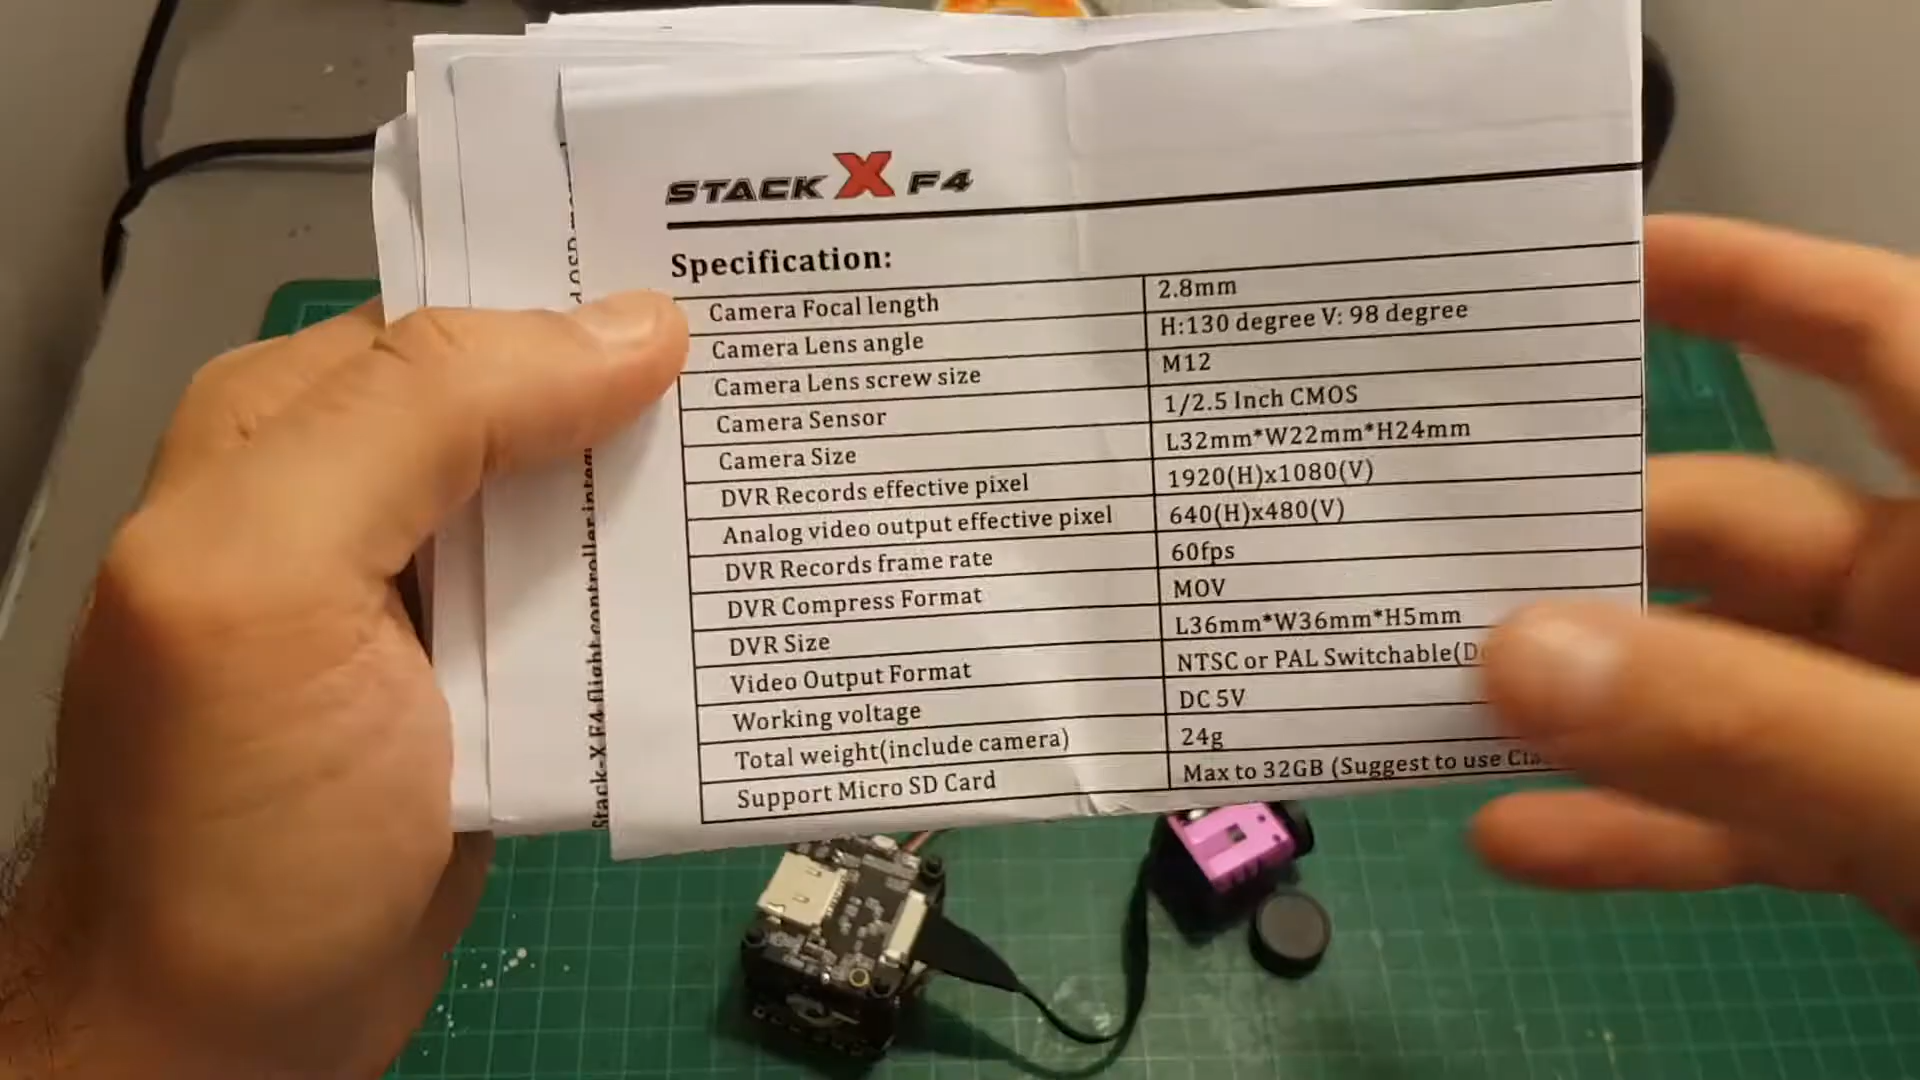 STACK X F4
Specification:
Camera Focal length 2.8mm
Camera Lens angle H:130 degree V: 98 degree
Camera Lens screw size M12
Camera Sensor 1/2.5 Inch CMOS
Camera Size L32mm*W22mm*H24mm
DVR Records effective pixel 1920(H)x1080(V)
Analog video output effective pixel 640(H)x480(V)
DVR Records frame rate 60fps
DVR Compress Format MOV
DVR Size L36mm*W36mm*H5mm
Video Output Format NTSC or PAL Switchable(
Working voltage DC 5V
Total weight(include camera) 24g
Support Micro SD Card Max to 32GB (Suggest to use
Stack-X F4 flight controller